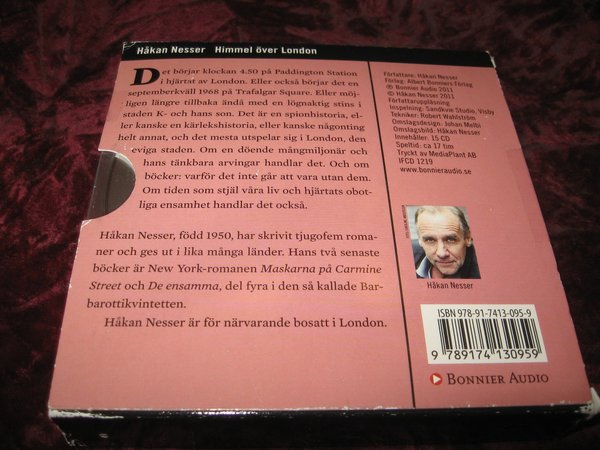 Håkan Nesser Himmel över London
Det börjar klockan 4.50 på Paddington Station
i hjärtat av London. Eller också börjar det en
septemberkväll 1968 på Trafalgar Square. Eller möj-
ligen längre tillbaka ändå med en lögnaktig stins i
staden K- och hans son. Det är en spionhistoria, el-
ler kanske en kärlekshistoria, eller kanske någonting
helt annat, och det mesta utspelar sig i London, den
eviga staden. Om en döende mångmiljonär och
hans tänkbara arvingar handlar det. Och om
böcker: varför det inte går att vara utan dem.
Om tiden som stjäl våra liv och hjärtats obot-
liga ensamhet handlar det också.
Håkan Nesser, född 1950, har skrivit tjugofem roma-
ner och ges ut i lika många länder. Hans två senaste
böcker är New York-romanen Maskarna på Carmine
Street och De ensamma, del fyra i den så kallade Bar-
barottikvintetten.
Håkan Nesser är för närvarande bosatt i London.
Författare: Håkan Nesser
Förlag: Albert Bonniers Förlag
℗ Bonnier Audio 2011
© Håkan Nesser 2011
Författaruppläsning
Inspelning: Sandkvie Studio, Visby
Tekniker: Robert Wahlström
Omslagsdesign: Johan Melbi
Omslagsbild: Håkan Nesser
Innehåller: 15 CD
Speltid: ca 17 tim
Tryckt av MediaPlant AB
IFCD 1219
www.bonnieraudio.se
Håkan Nesser
ISBN 978-91-7413-095-9
9 789174 130959
Bonnier Audio